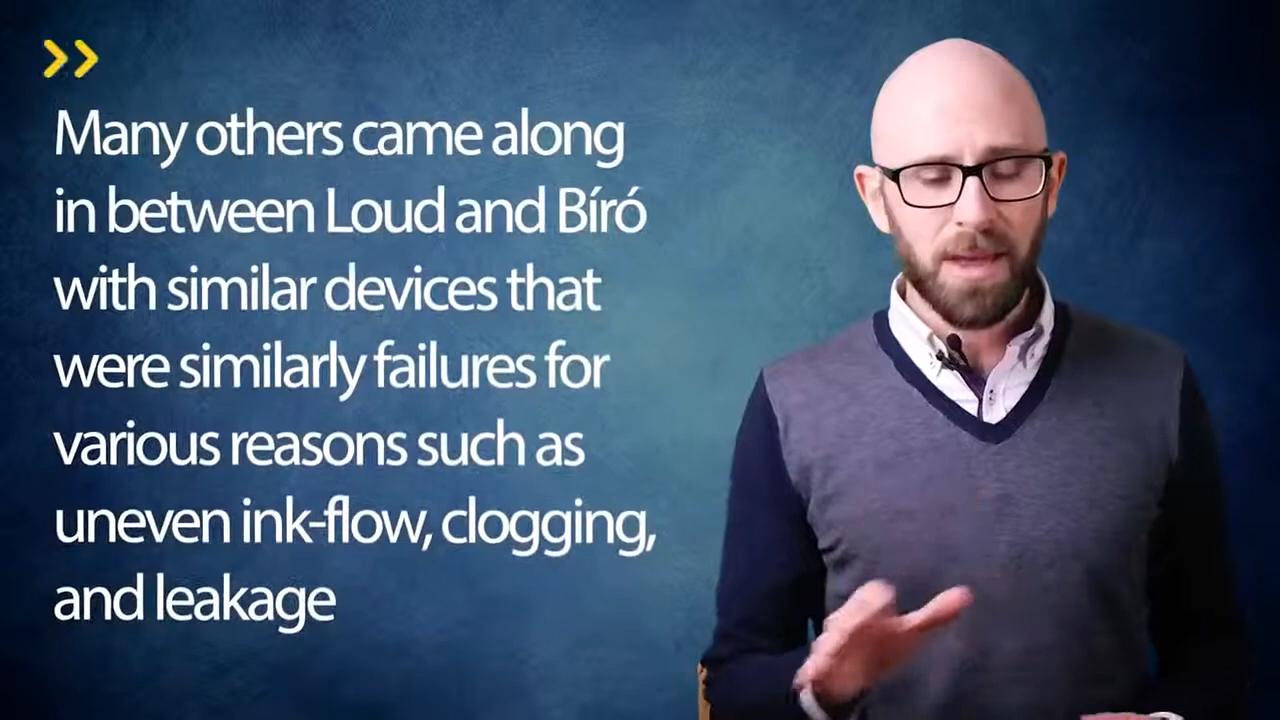 Many others came along
in between Loud and Bíró
with similar devices that
were similarly failures for
various reasons such as
uneven ink-flow, clogging,
and leakage